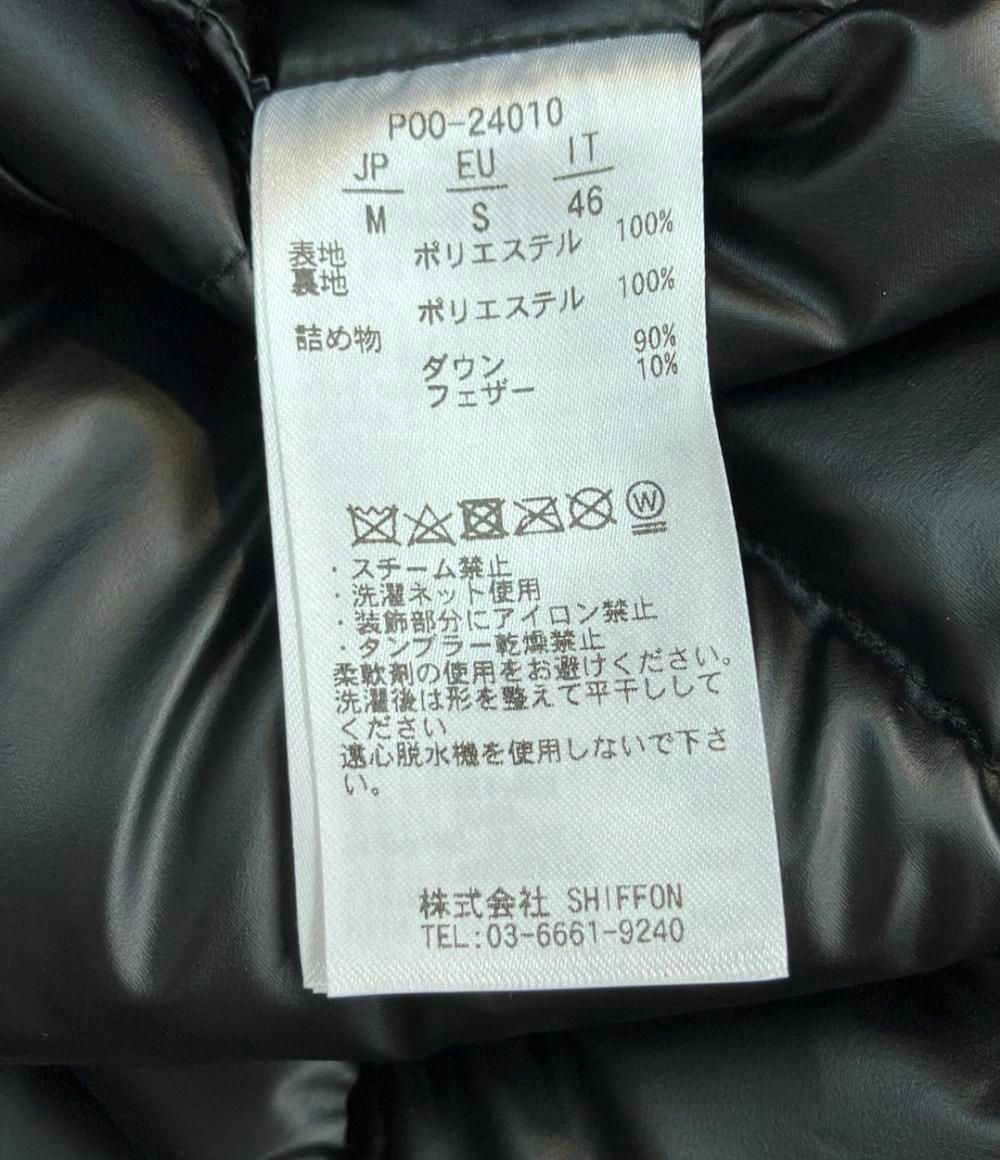 P00-24010
JP EU IT
M S 46
表地 ポリエステル 100%
裏地
ポリエステル 100%
詰め物
ダウン 90%
フェザー 10%
W
・スチーム禁止
・洗濯ネット使用
・装飾部分にアイロン禁止
・タンブラー乾燥禁止
柔軟剤の使用をお避けください。
洗濯後は形を整えて平干しして
ください
遠心脱水機を使用しないで下さ
い。
株式会社 SHIFFON
TEL:03-6661-9240